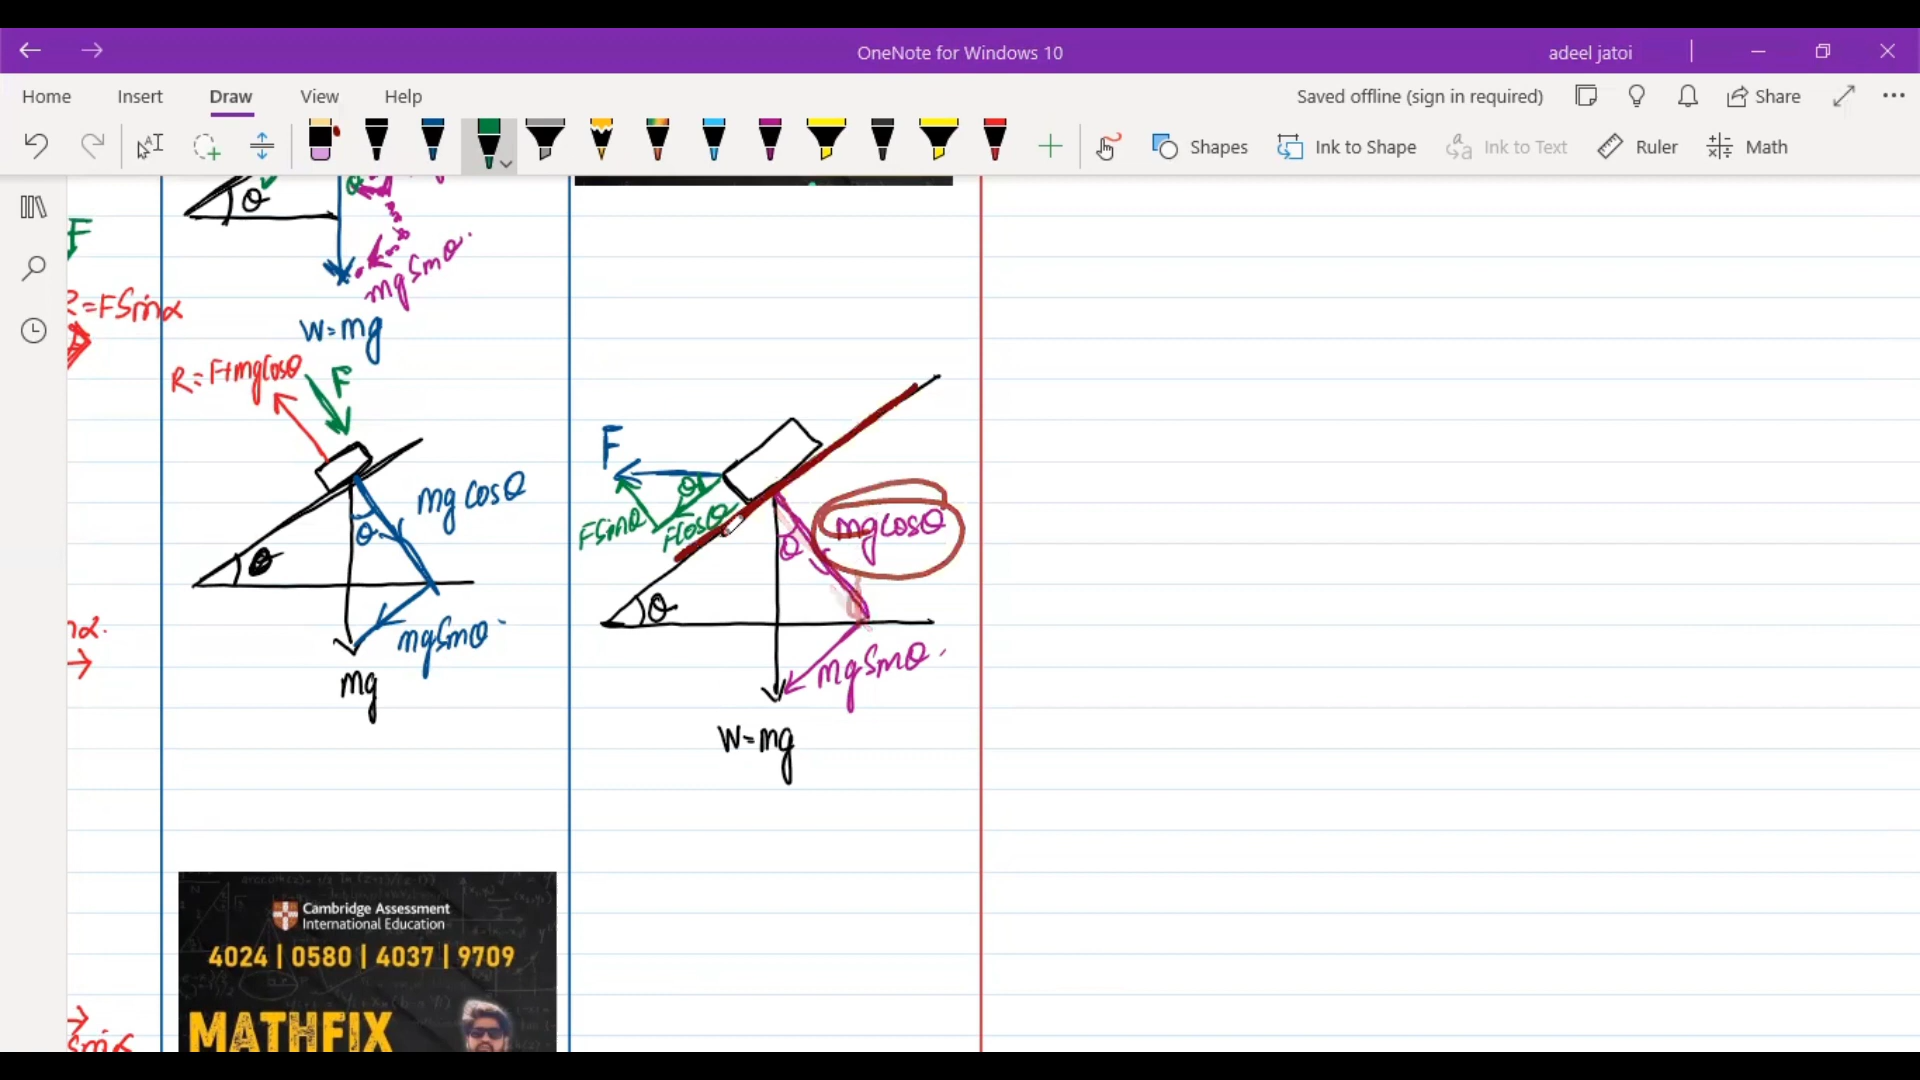 OneNote for Windows 10
adeel jatoi
Home Insert Draw View Help
Saved offline (sign in required)
Share
Shapes
Ink to Shape
Ink to Text
Ruler
Math
θ
mg Sinθ
W=mg
F
R=FSinα
R=F+mgCosθ
F
mg cosθ
θ
θ
mgSinθ
mg
F
θ
FSinθ
FCosθ
mgcosθ
θ
θ
mgSinθ
W=mg
Cambridge Assessment
International Education
4024 | 0580 | 4037 | 9709
MATHFIX